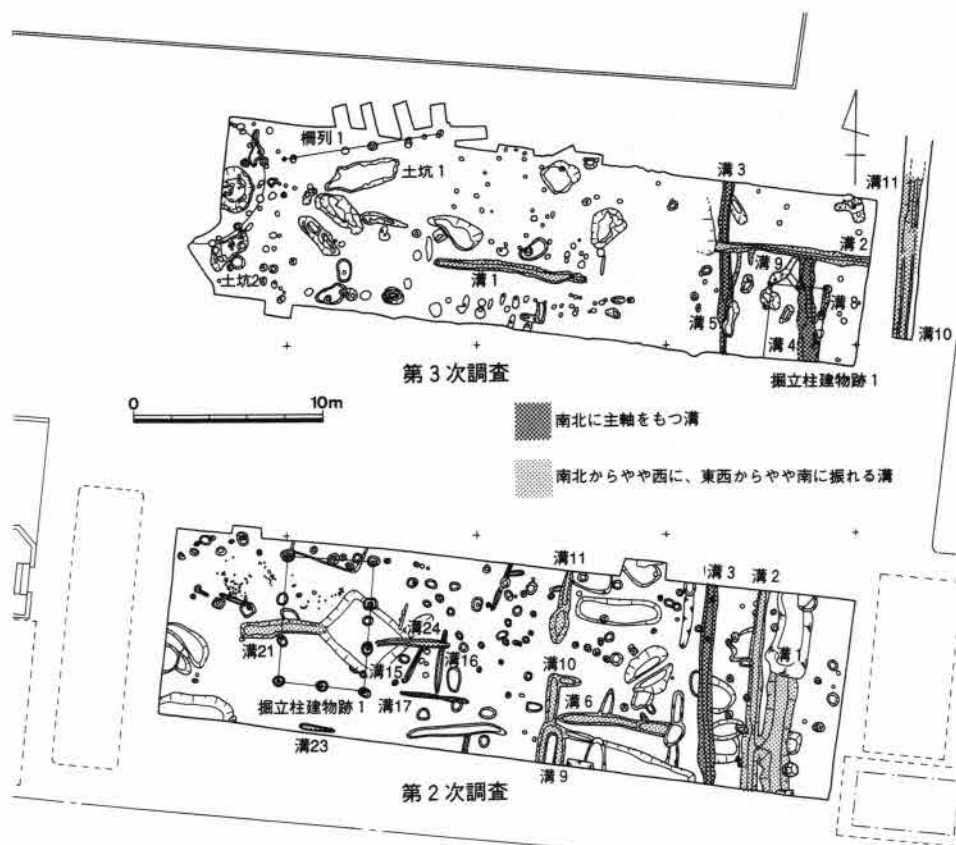 柵列1
土坑1
溝3
溝11
溝2
溝9
土坑2
溝1
溝8
溝5
溝4
溝10
第3次調査
掘立柱建物跡1
0 10m
南北に主軸をもつ溝
南北からやや西に、東西からやや南に振れる溝
溝11
溝3
溝2
溝24
溝21
溝15
溝16
溝10
溝1
溝6
掘立柱建物跡1
溝17
溝23
溝9
第2次調査